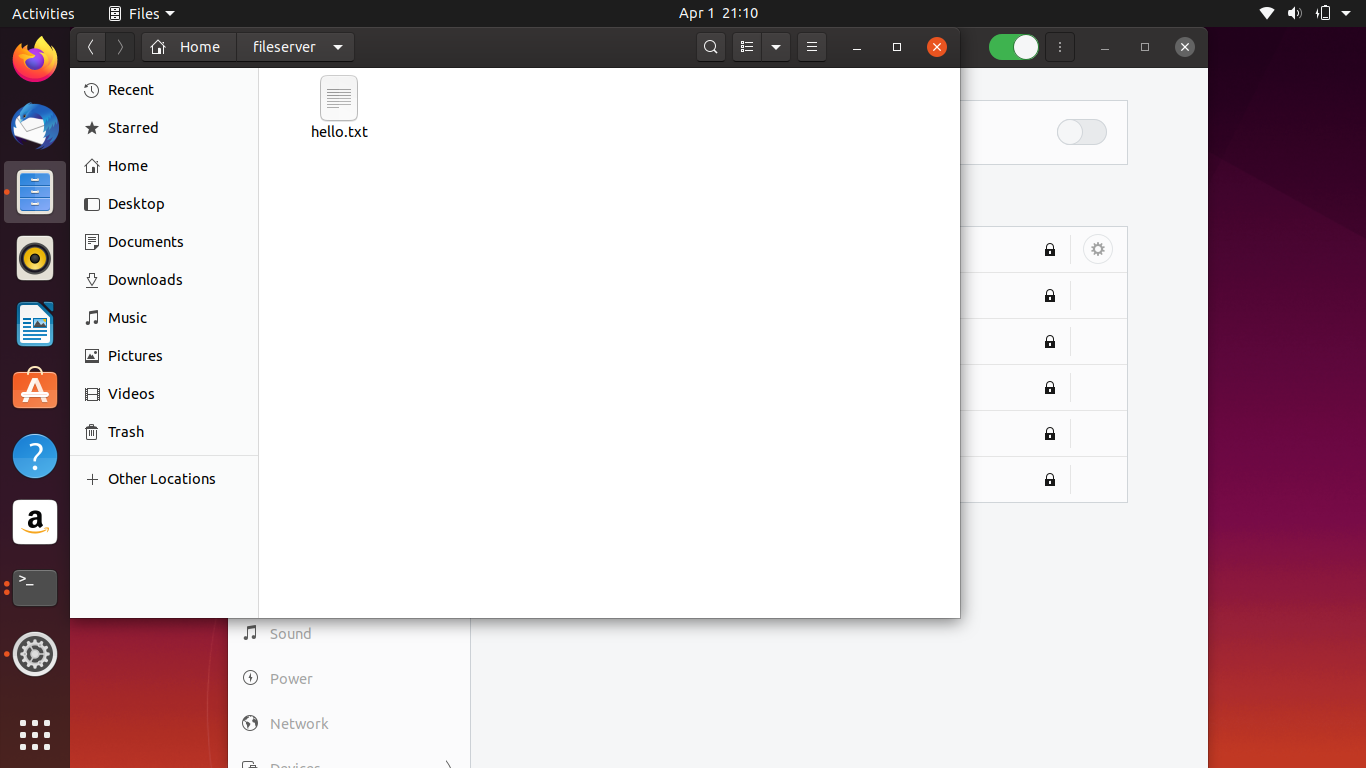 Activities
Files
Apr 1 21:10
Home
fileserver
hello.txt
Recent
Starred
Home
Desktop
Documents
Downloads
Music
Pictures
Videos
Trash
Other Locations
Sound
Power
Network
Devices